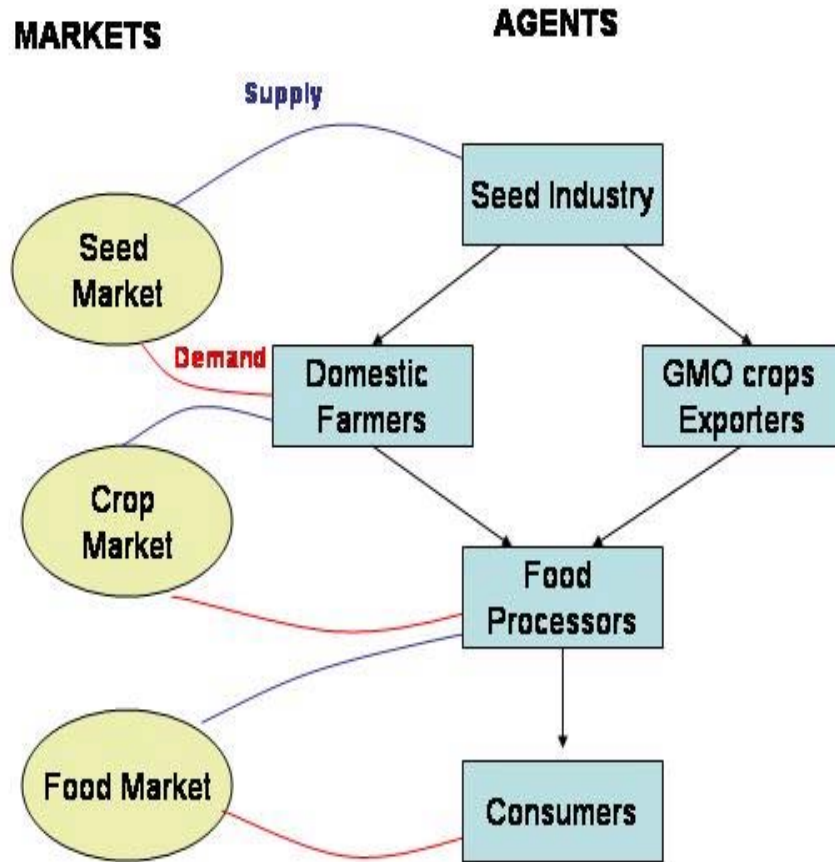 MARKETS
AGENTS
Supply
Seed Industry
Seed
Market
Demand
Domestic
Farmers
GMO crops
Exporters
Crop
Market
Food
Processors
Food Market
Consumers